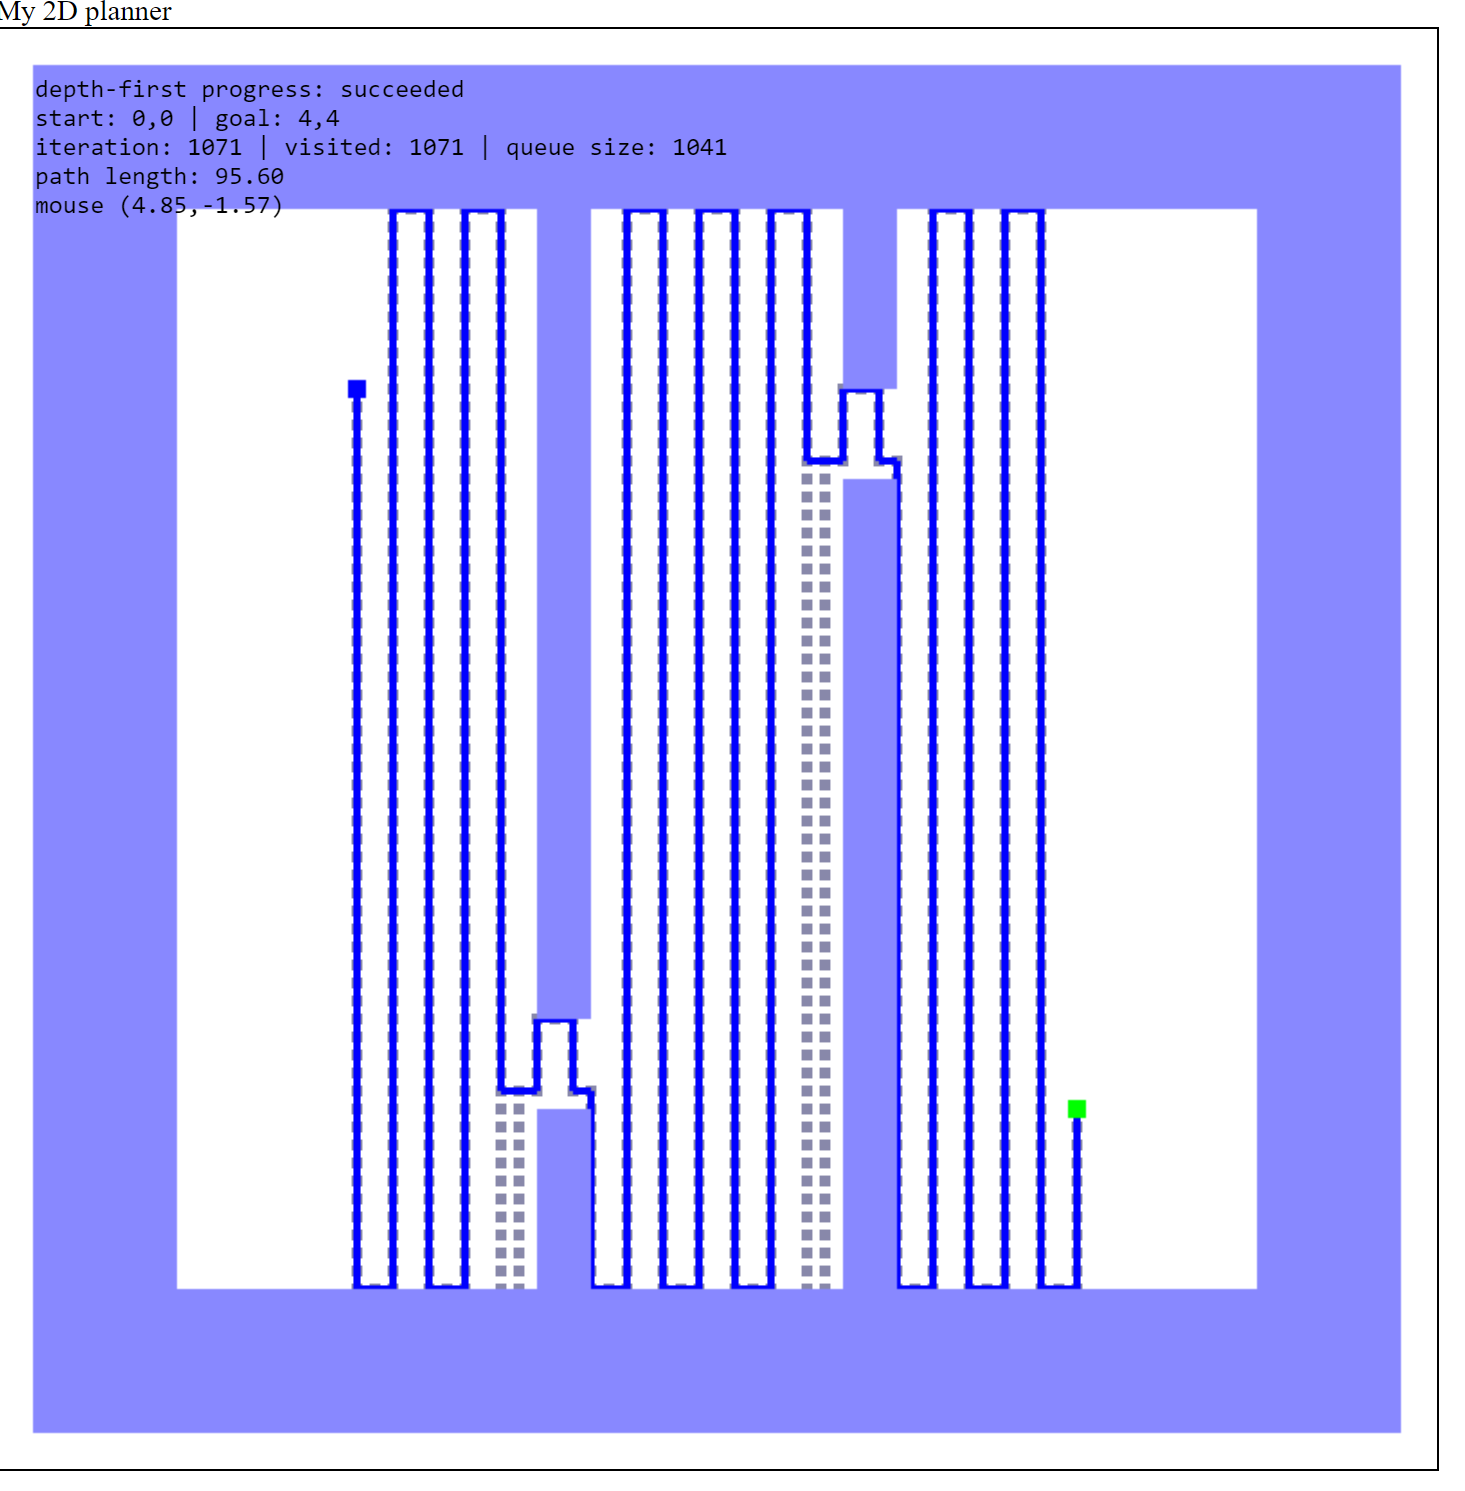 My 2D planner
depth-first progress: succeeded
start: 0,0 | goal: 4,4
iteration: 1071 | visited: 1071 | queue size: 1041
path length: 95.60
mouse (4.85,-1.57)